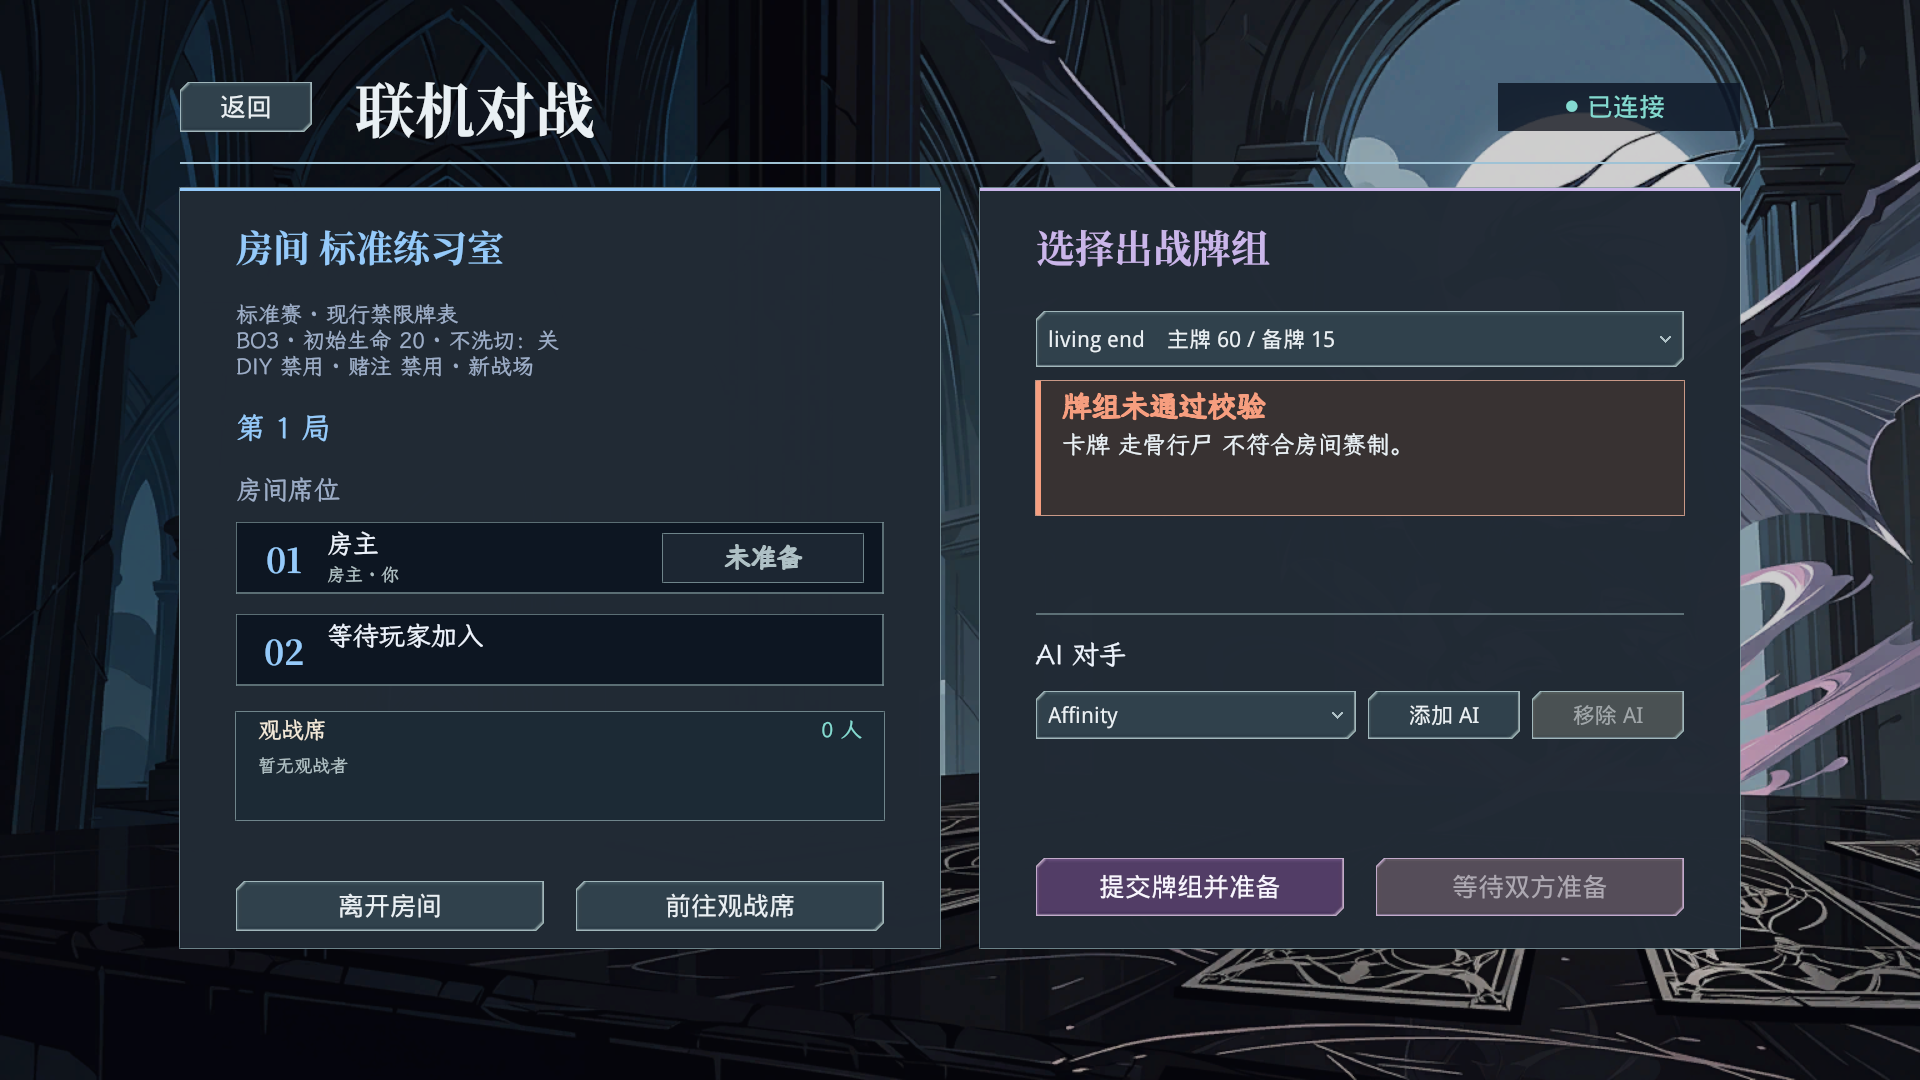 返回
联机对战
已连接
房间 标准练习室
标准赛·现行禁限牌表
BO3·初始生命 20·不洗切：关
DIY 禁用·赌注 禁用·新战场
第 1 局
房间席位
01
房主
房主·你
未准备
02
等待玩家加入
观战席
0 人
暂无观战者
离开房间
前往观战席
选择出战牌组
living end 主牌 60 / 备牌 15
牌组未通过校验
卡牌 走骨行尸 不符合房间赛制。
AI 对手
Affinity
添加 AI
移除 AI
提交牌组并准备
等待双方准备